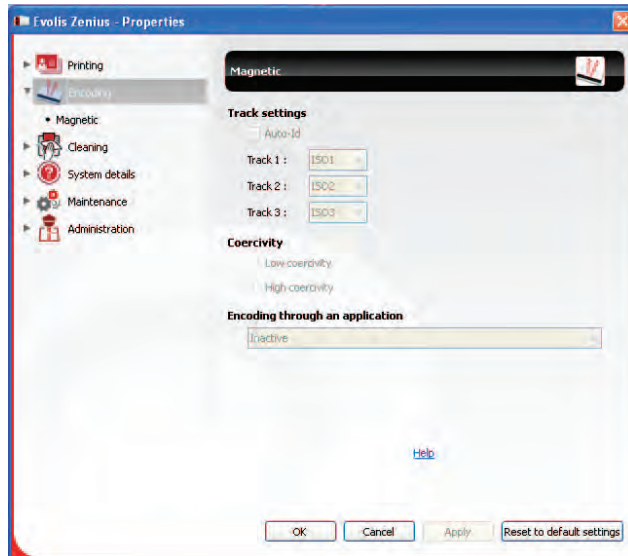 Evolis Zenius - Properties
Printing
Encoding
Magnetic
Cleaning
System details
Maintenance
Administration
Magnetic
Track settings
Auto-Id
Track 1 : ISO1
Track 2 : ISO2
Track 3 : ISO3
Coercivity
Low coercivity
High coercivity
Encoding through an application
Inactive
Help
OK Cancel Apply Reset to default settings